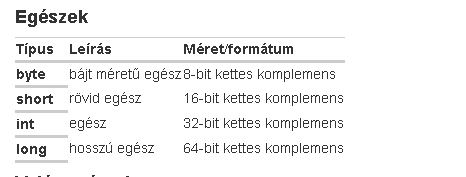 Egészek
Típus Leírás Méret/formátum
byte bájt méretű egész 8-bit kettes komplemens
short rövid egész 16-bit kettes komplemens
int egész 32-bit kettes komplemens
long hosszú egész 64-bit kettes komplemens